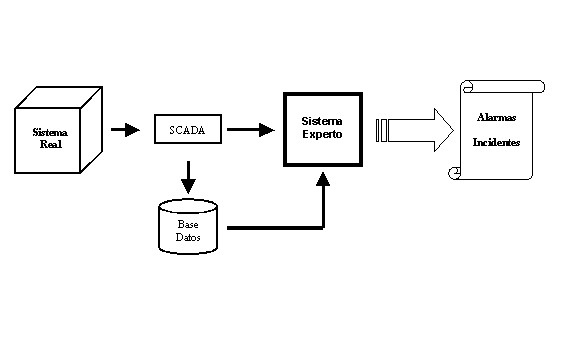 Sistema
Real
SCADA
Sistema
Experto
Alarmas
Incidentes
Base
Datos